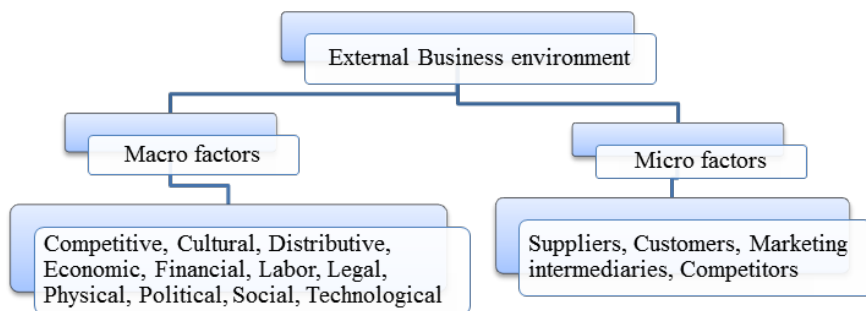 External Business environment
Macro factors
Micro factors
Competitive, Cultural, Distributive,
Economic, Financial, Labor, Legal,
Physical, Political, Social, Technological
Suppliers, Customers, Marketing
intermediaries, Competitors